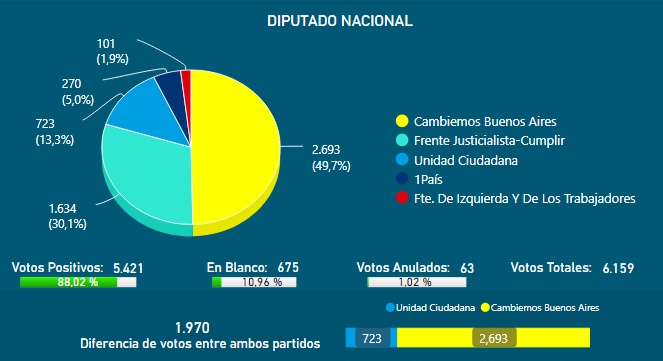 DIPUTADO NACIONAL
101
(1,9%)
270
(5,0%)
723
(13,3%)
2.693
(49,7%)
1.634
(30,1%)
Cambiemos Buenos Aires
Frente Justicialista-Cumplir
Unidad Ciudadana
1País
Fte. De Izquierda Y De Los Trabajadores
Votos Positivos: 5.421
88,02 %
En Blanco: 675
10,96 %
Votos Anulados: 63
1,02 %
Votos Totales: 6.159
Unidad Ciudadana Cambiemos Buenos Aires
1.970
Diferencia de votos entre ambos partidos
723 2,693